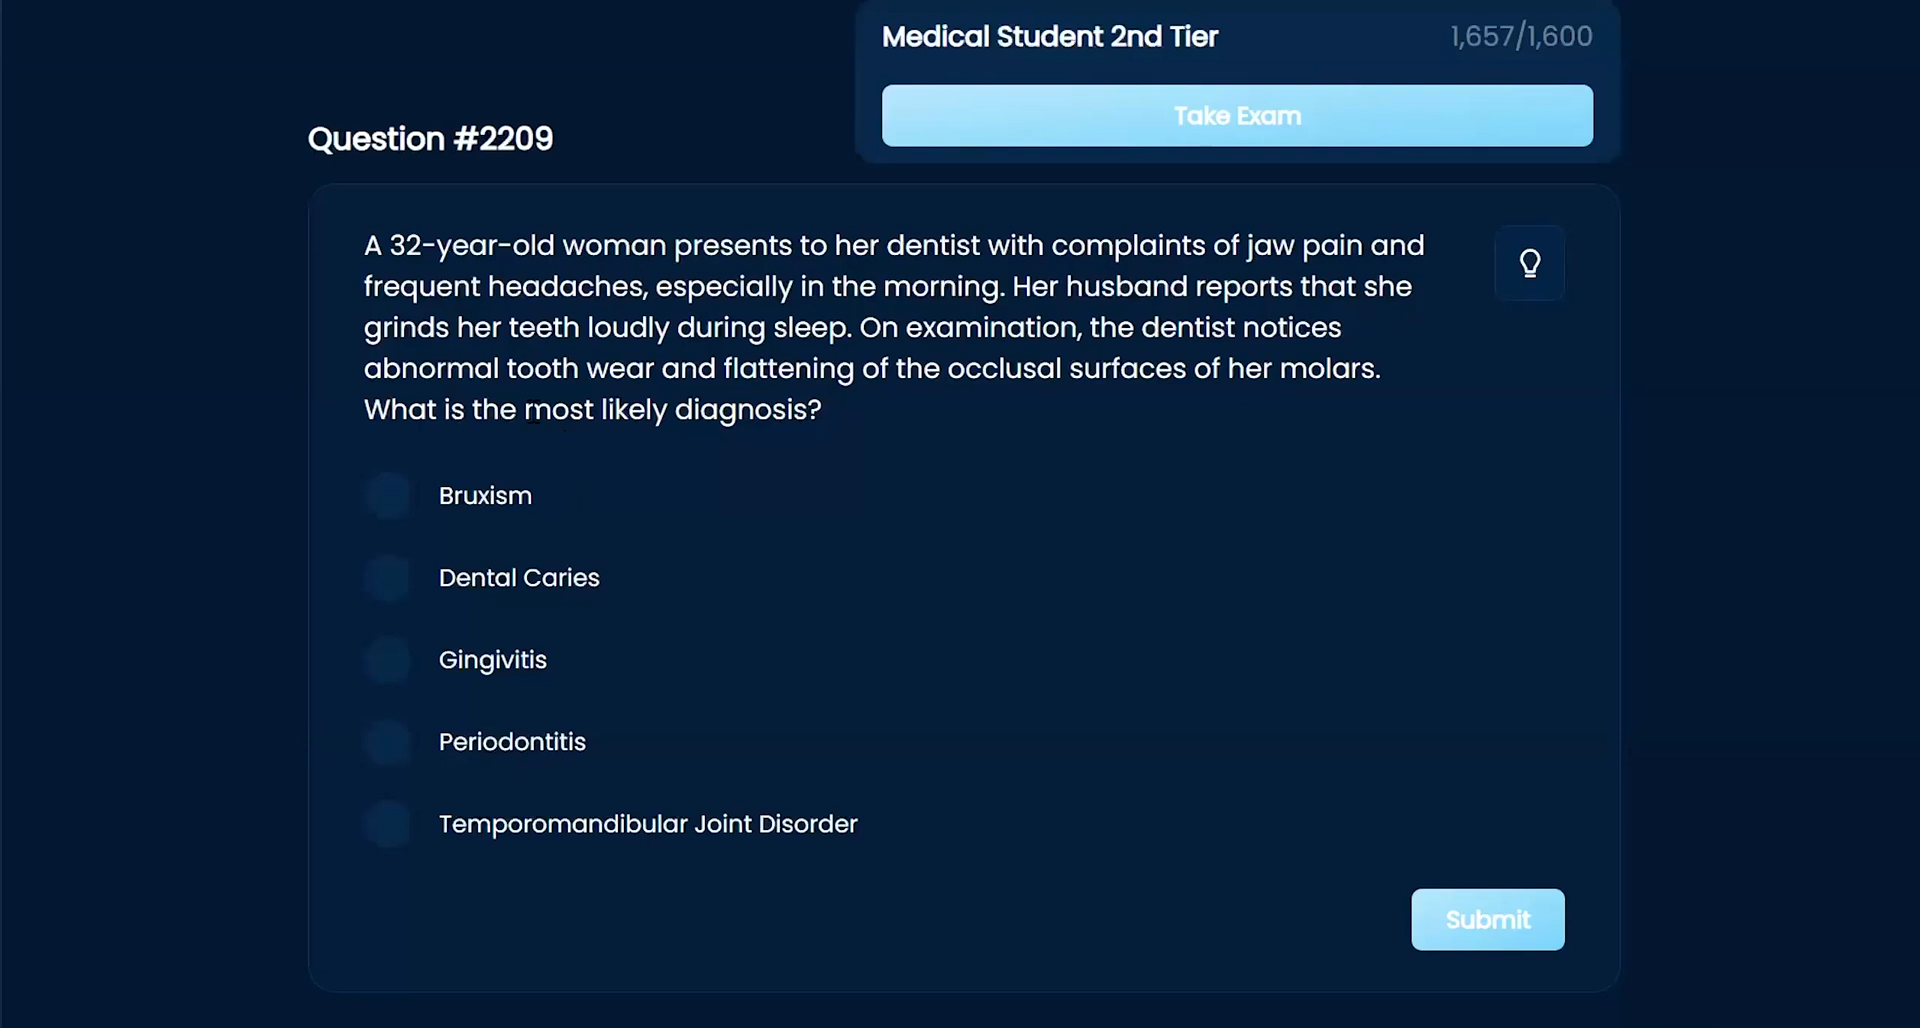 Medical Student 2nd Tier
1,657/1,600
Take Exam
Question #2209
A 32-year-old woman presents to her dentist with complaints of jaw pain and
frequent headaches, especially in the morning. Her husband reports that she
grinds her teeth loudly during sleep. On examination, the dentist notices
abnormal tooth wear and flattening of the occlusal surfaces of her molars.
What is the most likely diagnosis?
Bruxism
Dental Caries
Gingivitis
Periodontitis
Temporomandibular Joint Disorder
Submit